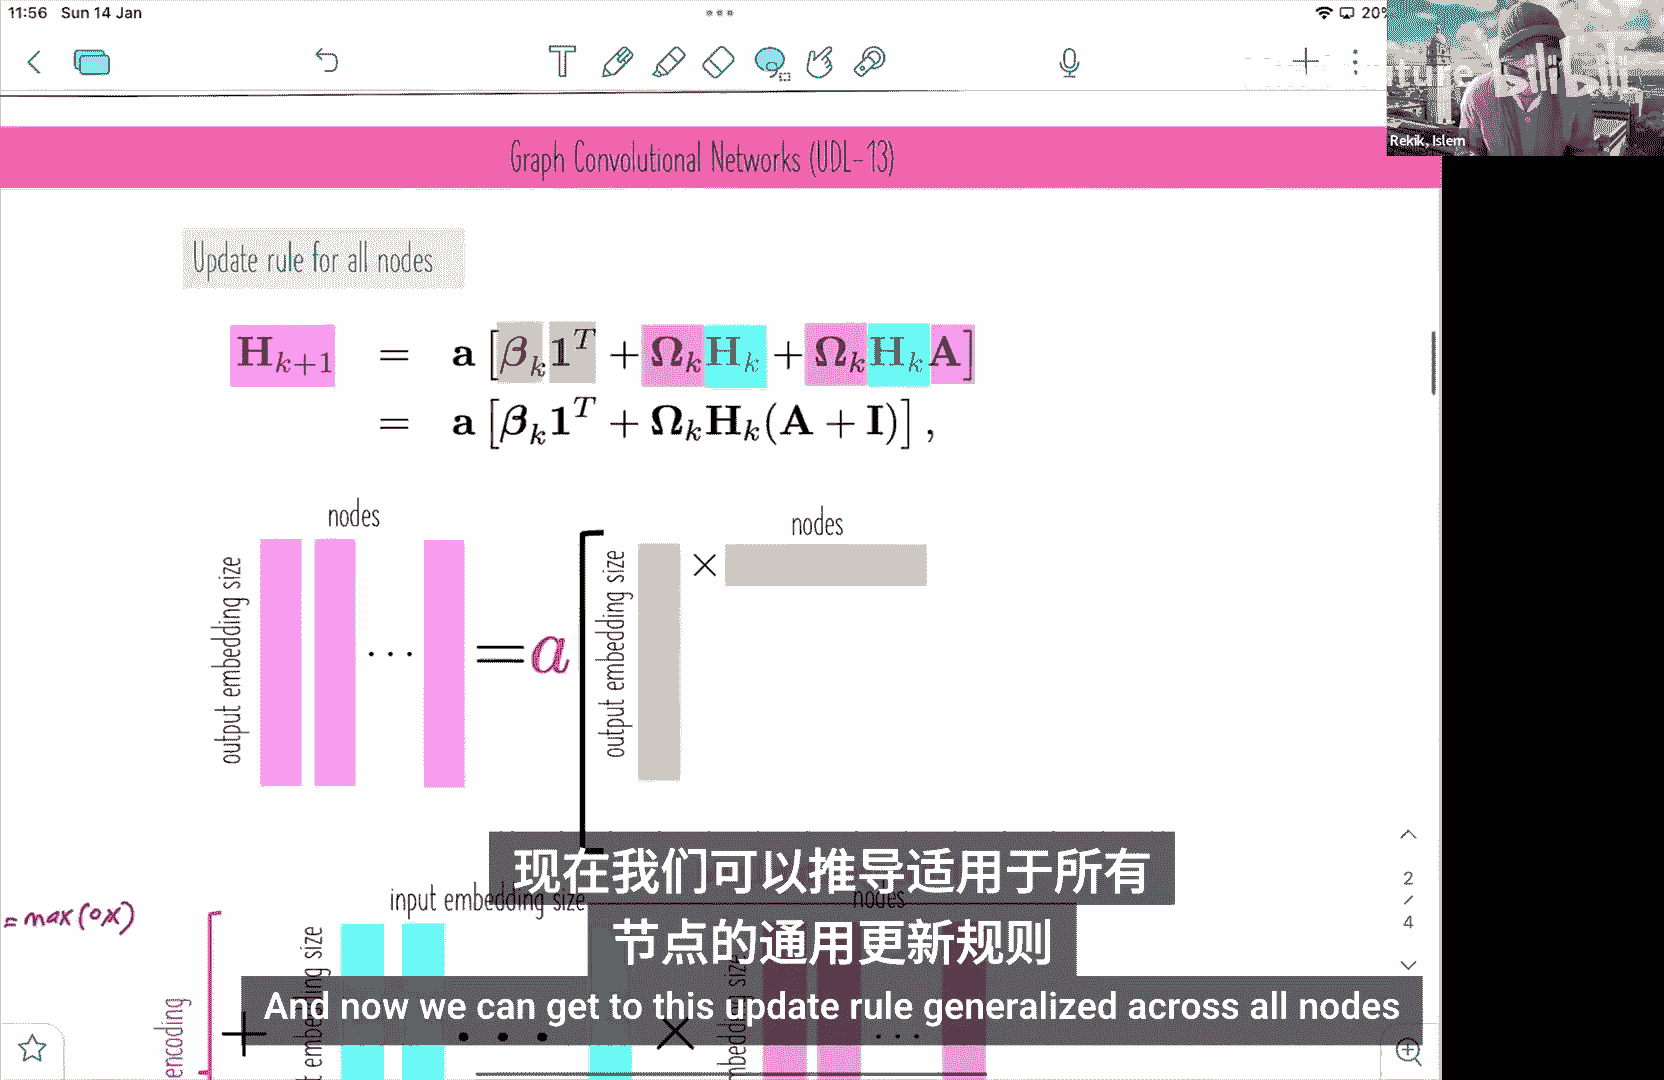 11:56 Sun 14 Jan
20%
bilibili
Rekik, Islem
Graph Convolutional Networks (UDL-13)
Update rule for all nodes
H_{k+1} = a [β_k 1^T + Ω_k H_k + Ω_k H_k A]
= a [β_k 1^T + Ω_k H_k (A + I)] ,
nodes
nodes
output embedding size
= a
output embedding size
×
现在我们可以推导适用于所有
节点的通用更新规则
And now we can get to this update rule generalized across all nodes
input embedding size
nodes
= max(0x)
encoding
+
×
2
/
4